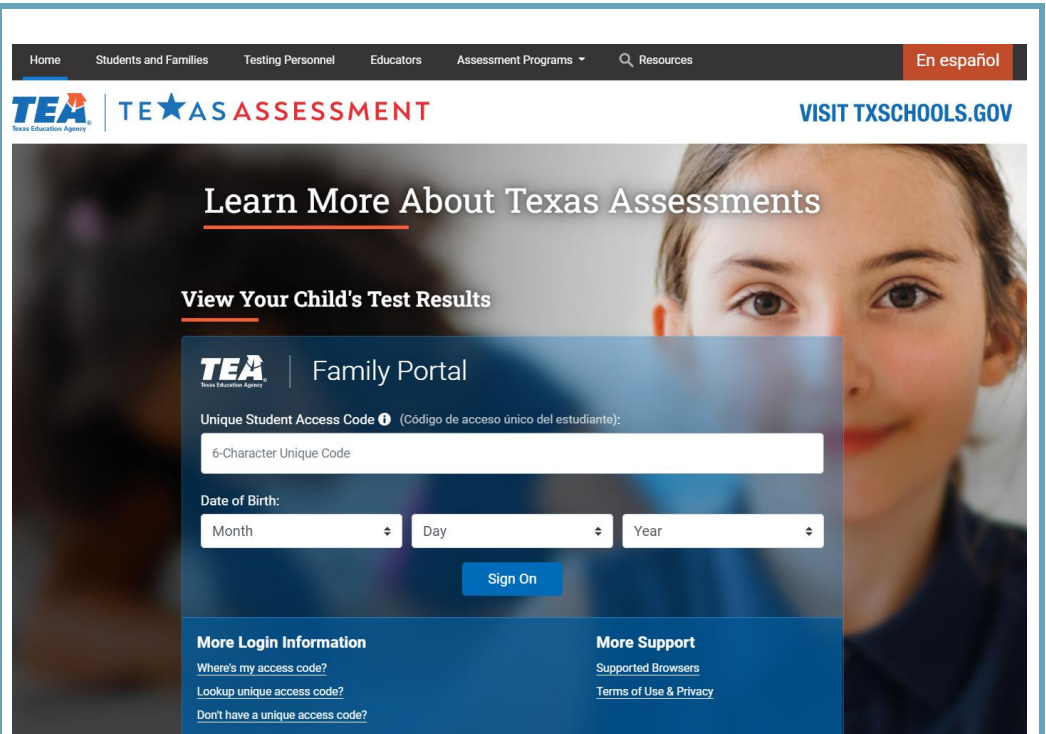 Home Students and Families Testing Personnel Educators Assessment Programs Resources En español
TEA Texas Education Agency TEXAS ASSESSMENT VISIT TXSCHOOLS.GOV
Learn More About Texas Assessments
View Your Child's Test Results
TEA Texas Education Agency Family Portal
Unique Student Access Code (Código de acceso único del estudiante):
6-Character Unique Code
Date of Birth:
Month Day Year
Sign On
More Login Information More Support
Where's my access code? Supported Browsers
Lookup unique access code? Terms of Use & Privacy
Don't have a unique access code?